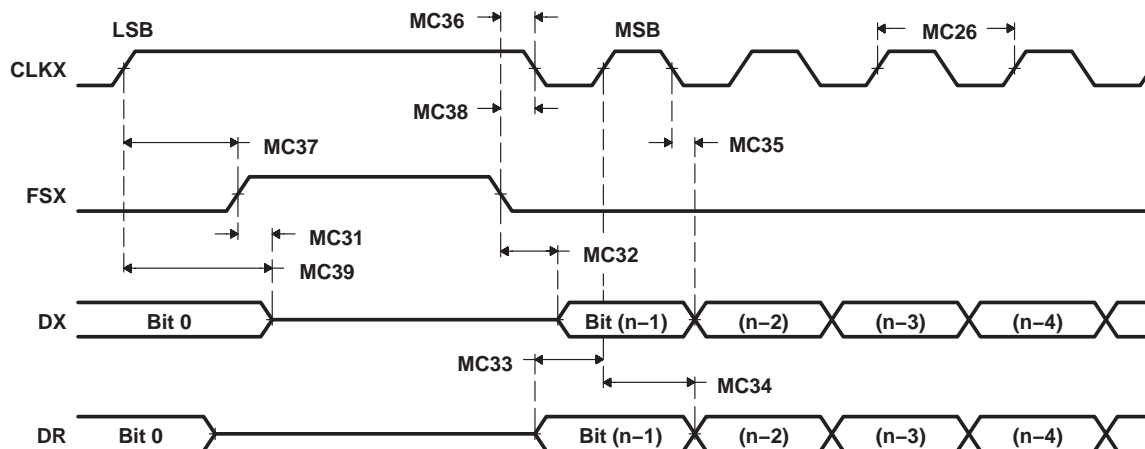 LSB
MC36
MSB
MC26
CLKX
MC38
MC37
MC35
FSX
MC31
MC32
MC39
DX
Bit 0
Bit (n–1)
(n–2)
(n–3)
(n–4)
MC33
MC34
DR
Bit 0
Bit (n–1)
(n–2)
(n–3)
(n–4)